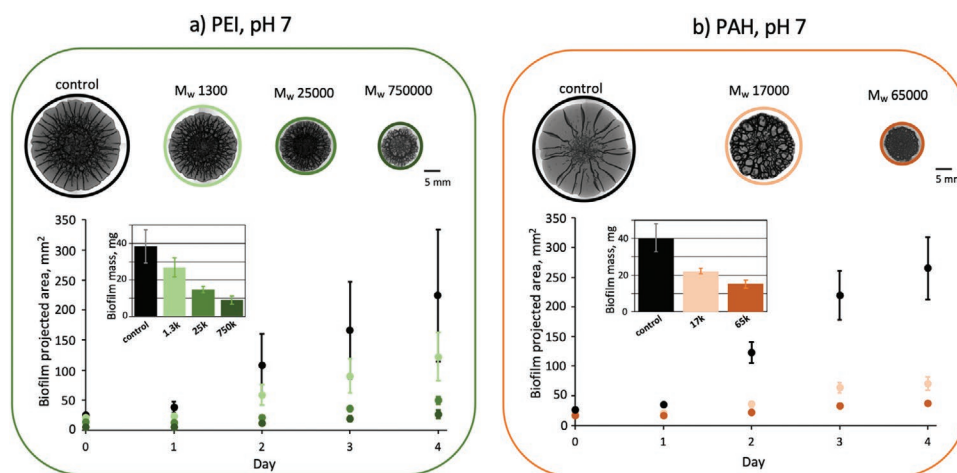 a) PEI, pH 7
control
Mw 1300
Mw 25000
Mw 750000
5 mm
Biofilm projected area, mm²
350
300
250
200
150
100
50
0
0 1 2 3 4
Day
Biofilm mass, mg
40
20
0
control 1.3k 25k 750k
b) PAH, pH 7
control
Mw 17000
Mw 65000
5 mm
Biofilm projected area, mm²
350
300
250
200
150
100
50
0
0 1 2 3 4
Day
Biofilm mass, mg
40
20
0
control 17k 65k